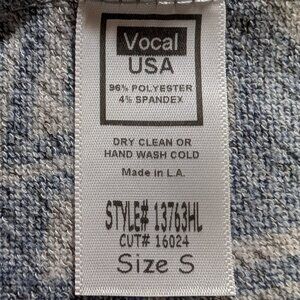 Vocal
USA
96% POLYESTER
4% SPANDEX
DRY CLEAN OR
HAND WASH COLD
Made in L.A.
STYLE# 13763HL
CUT# 16024
Size S